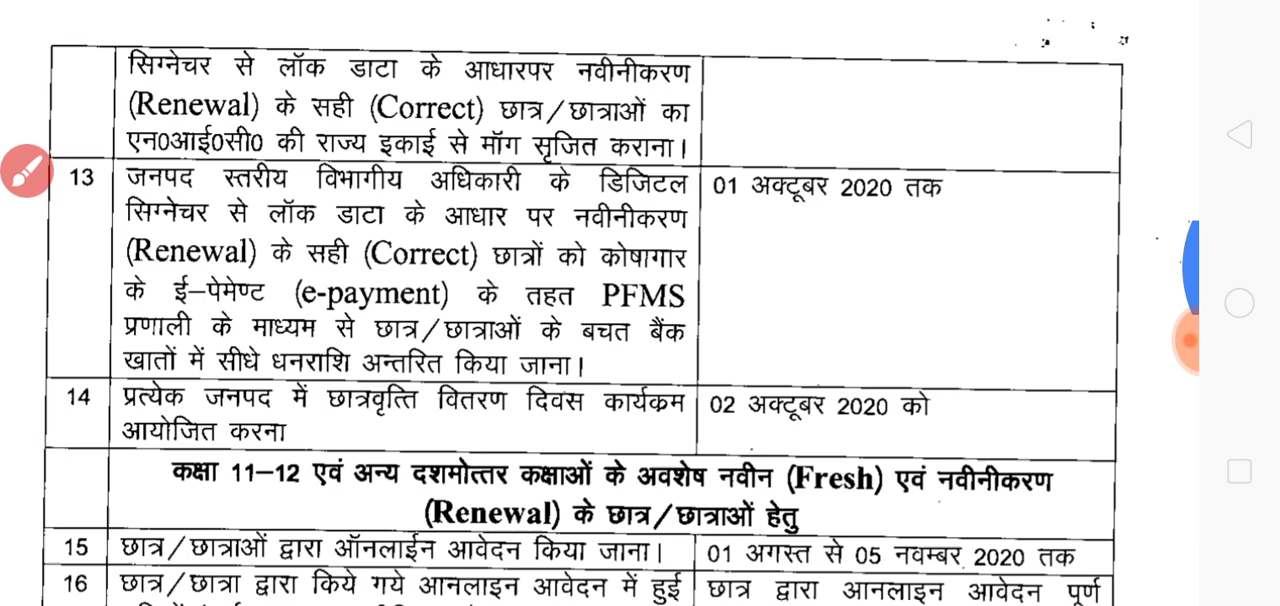 सिग्नेचर से लॉक डाटा के आधारपर नवीनीकरण
(Renewal) के सही (Correct) छात्र/छात्राओं का
एन0आई0सी0 की राज्य इकाई से मॉग सृजित कराना।
13 जनपद स्तरीय विभागीय अधिकारी के डिजिटल 01 अक्टूबर 2020 तक
सिग्नेचर से लॉक डाटा के आधार पर नवीनीकरण
(Renewal) के सही (Correct) छात्रों को कोषागार
के ई–पेमेण्ट (e-payment) के तहत PFMS
प्रणाली के माध्यम से छात्र/छात्राओं के बचत बैंक
खातों में सीधे धनराशि अन्तरित किया जाना।
14 प्रत्येक जनपद में छात्रवृत्ति वितरण दिवस कार्यकम 02 अक्टूबर 2020 को
आयोजित करना
कक्षा 11–12 एवं अन्य दशमोत्तर कक्षाओं के अवशेष नवीन (Fresh) एवं नवीनीकरण
(Renewal) के छात्र/छात्राओं हेतु
15 छात्र/छात्राओं द्वारा ऑनलाईन आवेदन किया जाना। 01 अगस्त से 05 नवम्बर 2020 तक
16 छात्र/छात्रा द्वारा किये गये आनलाइन आवेदन में हुई छात्र द्वारा आनलाइन आवेदन पूर्ण